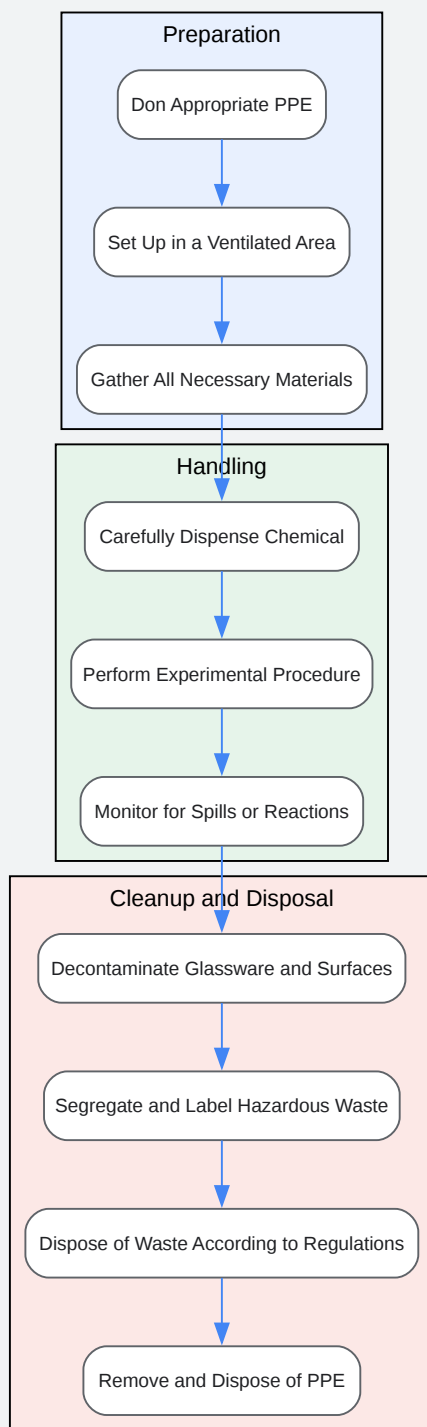 Preparation
Don Appropriate PPE
Set Up in a Ventilated Area
Gather All Necessary Materials
Handling
Carefully Dispense Chemical
Perform Experimental Procedure
Monitor for Spills or Reactions
Cleanup and Disposal
Decontaminate Glassware and Surfaces
Segregate and Label Hazardous Waste
Dispose of Waste According to Regulations
Remove and Dispose of PPE